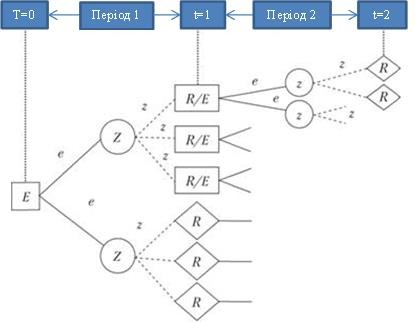 T=0 Період 1 t=1 Період 2 t=2
z R
e z
R/E e z R
z z
e Z z R/E
z
E R/E
e z R
Z R
R